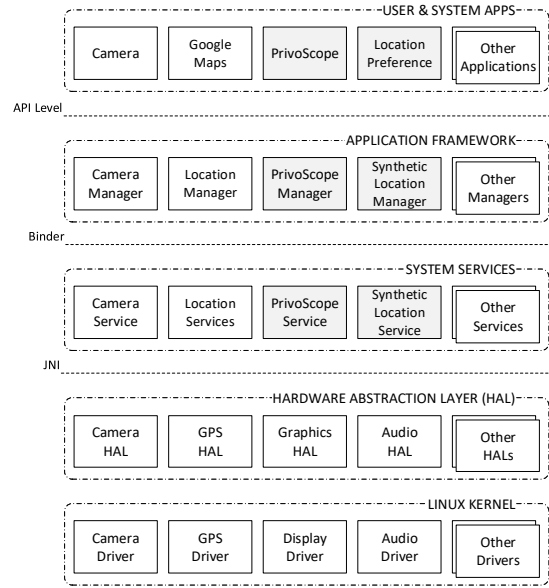 USER & SYSTEM APPS
Camera
Google
Maps
PrivoScope
Location
Preference
Other
Applications
API Level
APPLICATION FRAMEWORK
Camera
Manager
Location
Manager
PrivoScope
Manager
Synthetic
Location
Manager
Other
Managers
Binder
SYSTEM SERVICES
Camera
Service
Location
Services
PrivoScope
Service
Synthetic
Location
Service
Other
Services
JNI
HARDWARE ABSTRACTION LAYER (HAL)
Camera
HAL
GPS
HAL
Graphics
HAL
Audio
HAL
Other
HALs
LINUX KERNEL
Camera
Driver
GPS
Driver
Display
Driver
Audio
Driver
Other
Drivers